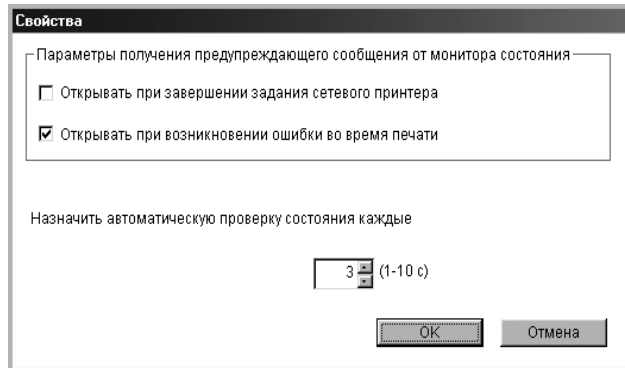 Свойства
Параметры получения предупреждающего сообщения от монитора состояния
Открывать при завершении задания сетевого принтера
Открывать при возникновении ошибки во время печати
Назначить автоматическую проверку состояния каждые
3 (1-10 с)
OK Отмена